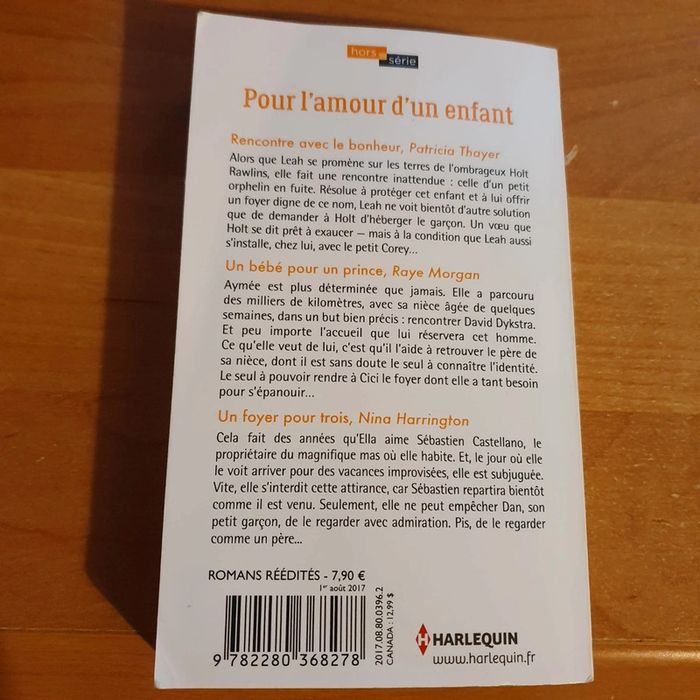 hors série
Pour l'amour d'un enfant
Rencontre avec le bonheur, Patricia Thayer
Alors que Leah se promène sur les terres de l'ombrageux Holt
Rawlins, elle fait une rencontre inattendue : celle d'un petit
orphelin en fuite. Résolue à protéger cet enfant et à lui offrir
un foyer digne de ce nom, Leah ne voit bientôt d'autre solution
que de demander à Holt d'héberger le garçon. Un vœu que
Holt se dit prêt à exaucer – mais à la condition que Leah aussi
s'installe, chez lui, avec le petit Corey...
Un bébé pour un prince, Raye Morgan
Aymée est plus déterminée que jamais. Elle a parcouru
des milliers de kilomètres, avec sa nièce âgée de quelques
semaines, dans un but bien précis : rencontrer David Dykstra.
Et peu importe l'accueil que lui réservera cet homme.
Ce qu'elle veut de lui, c'est qu'il l'aide à retrouver le père de
sa nièce, dont il est sans doute le seul à connaître l'identité.
Le seul à pouvoir rendre à Cici le foyer dont elle a tant besoin
pour s'épanouir...
Un foyer pour trois, Nina Harrington
Cela fait des années qu'Ella aime Sébastien Castellano, le
propriétaire du magnifique mas où elle habite. Et, le jour où elle
le voit arriver pour des vacances improvisées, elle est subjuguée.
Vite, elle s'interdit cette attirance, car Sébastien repartira bientôt
comme il est venu. Seulement, elle ne peut empêcher Dan, son
petit garçon, de le regarder avec admiration. Pis, de le regarder
comme un père...
ROMANS RÉÉDITÉS - 7,90 €
1er août 2017
9 782280 368278
2017.08.80.0396.2
CANADA : 12,99 $
HARLEQUIN
www.harlequin.fr